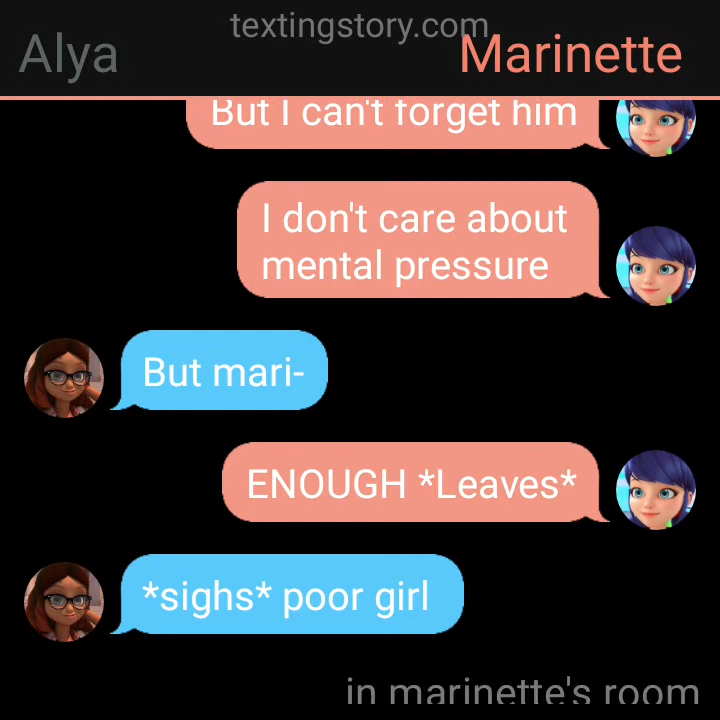 textingstory.com
Alya
Marinette
But I can't forget him
I don't care about
mental pressure
But mari-
ENOUGH *Leaves*
*sighs* poor girl
in marinette's room